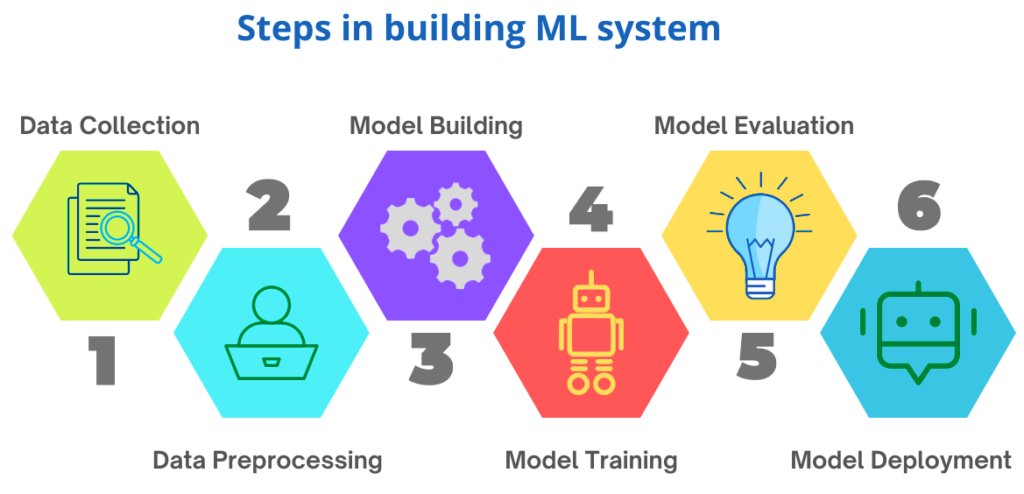 Steps in building ML system
Data Collection
1
2
Data Preprocessing
Model Building
3
4
Model Training
Model Evaluation
5
6
Model Deployment